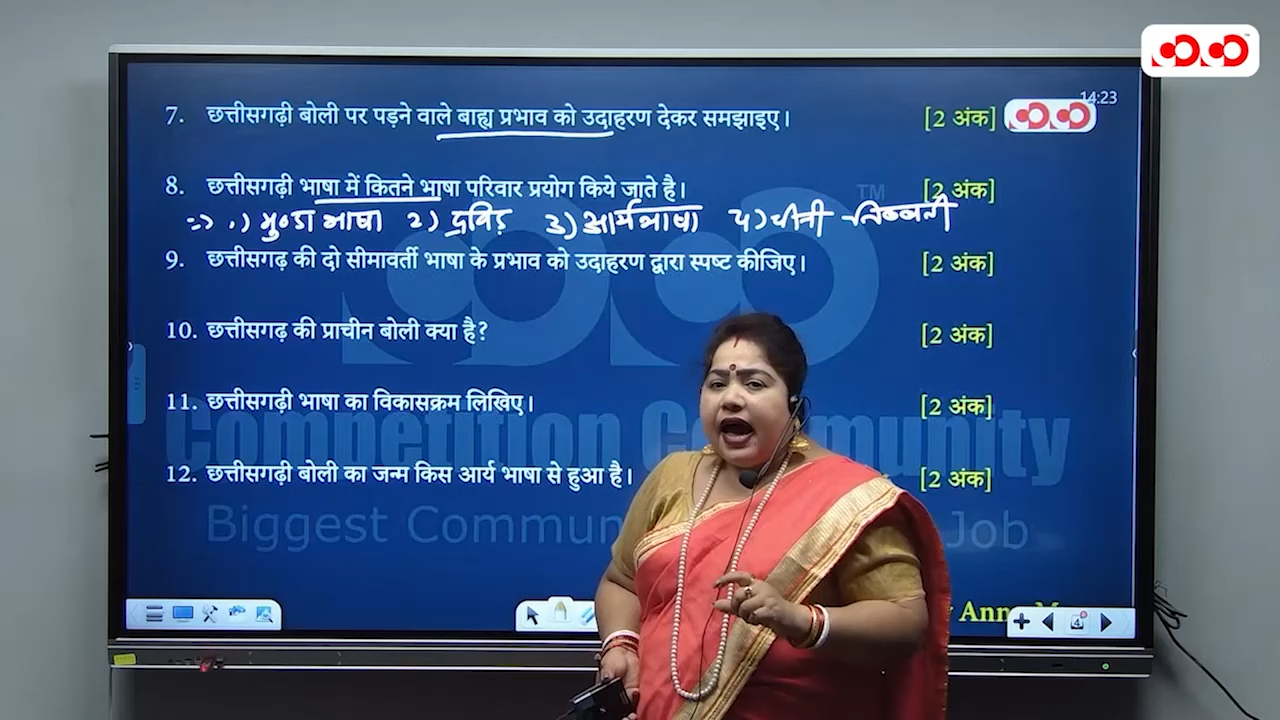 14:23
7. छत्तीसगढ़ी बोली पर पड़ने वाले बाह्य प्रभाव को उदाहरण देकर समझाइए। [2 अंक]
8. छत्तीसगढ़ी भाषा में कितने भाषा परिवार प्रयोग किये जाते है। [2 अंक]
=> 1) मुण्डा भाषा 2) द्रविड़ 3) आर्य भाषा 4) चीनी - तिब्बती
9. छत्तीसगढ़ की दो सीमावर्ती भाषा के प्रभाव को उदाहरण द्वारा स्पष्ट कीजिए। [2 अंक]
10. छत्तीसगढ़ की प्राचीन बोली क्या है? [2 अंक]
11. छत्तीसगढ़ी भाषा का विकासक्रम लिखिए। [2 अंक]
Competition Community
12. छत्तीसगढ़ी बोली का जन्म किस आर्य भाषा से हुआ है। [2 अंक]
Biggest Commun Job